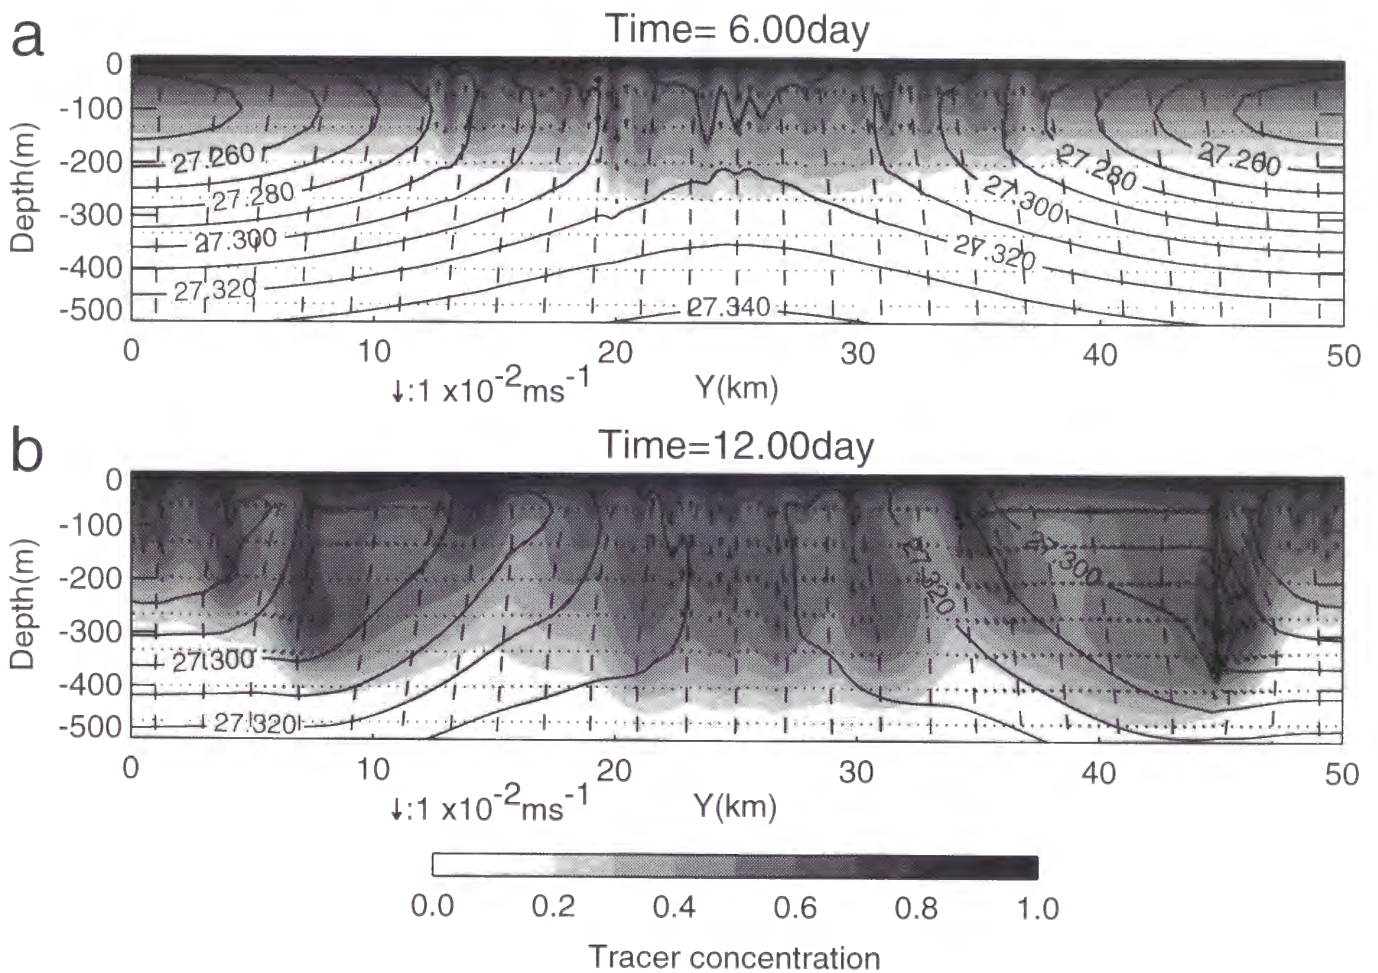 a
Time= 6.00day
Depth(m)
0
-100
-200
-300
-400
-500
27.260
27.280
27.300
27.320
27.340
27.260
27.280
27.300
27.320
0 10 20 30 40 50
↓:1 x10⁻²ms⁻¹ Y(km)
b
Time=12.00day
Depth(m)
0
-100
-200
-300
-400
-500
27.300
27.320
27.320
27.300
0 10 20 30 40 50
↓:1 x10⁻²ms⁻¹ Y(km)
0.0 0.2 0.4 0.6 0.8 1.0
Tracer concentration